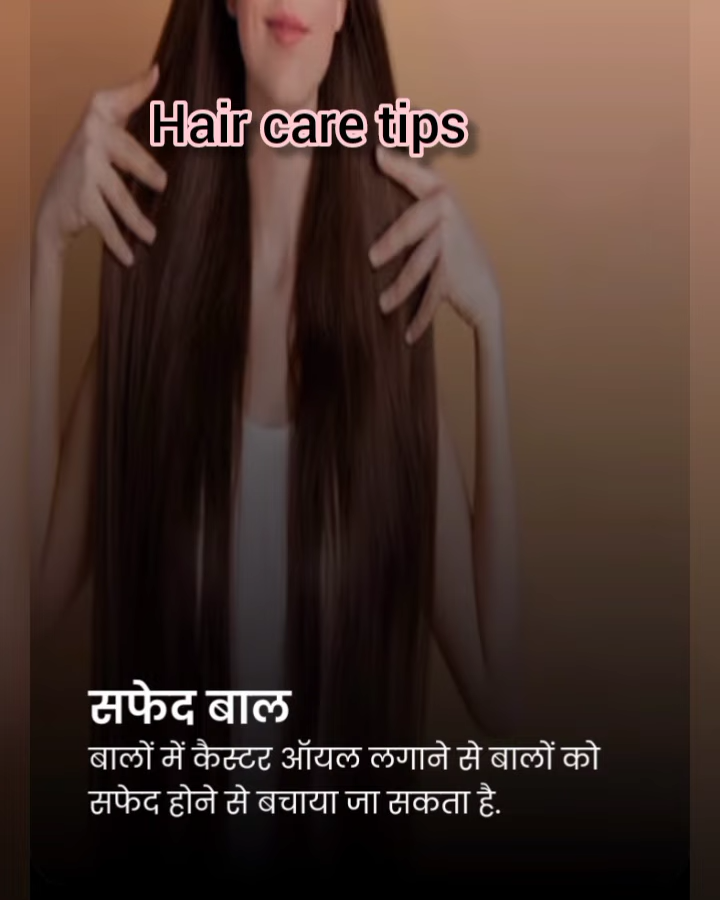 Hair care tips
सफेद बाल
बालों में कैस्टर ऑयल लगाने से बालों को
सफेद होने से बचाया जा सकता है.